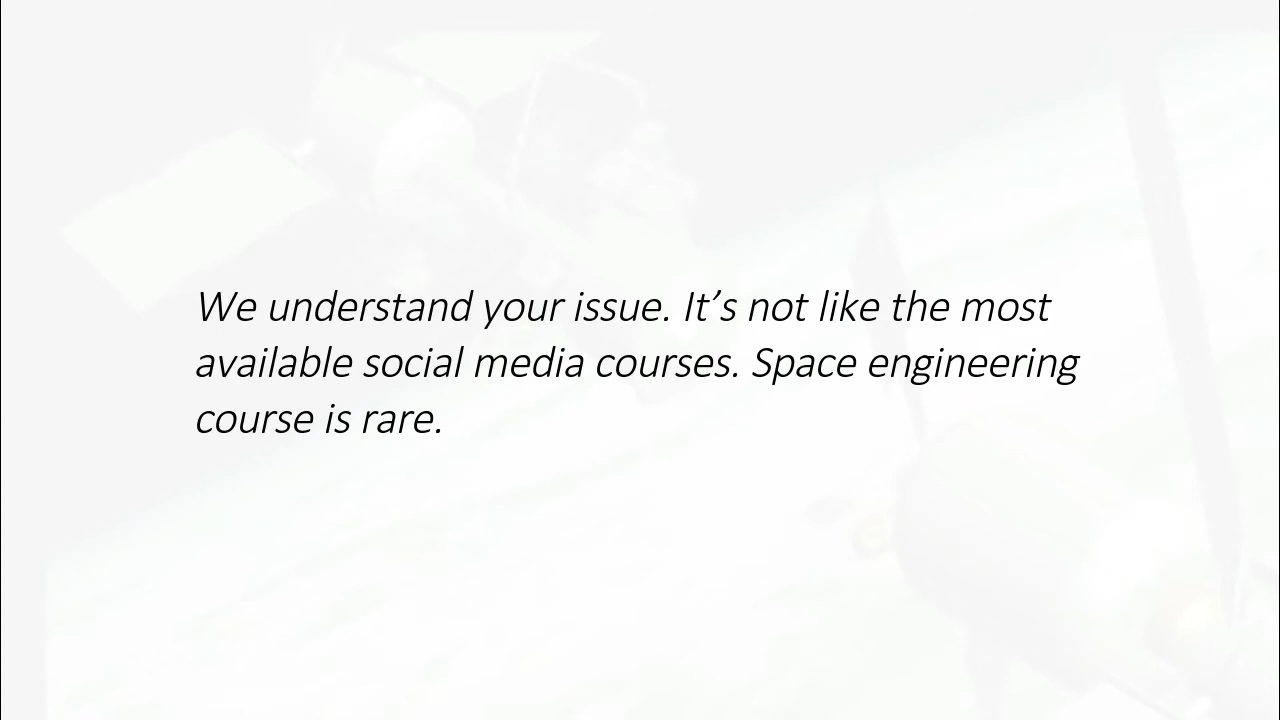 We understand your issue. It’s not like the most
available social media courses. Space engineering
course is rare.